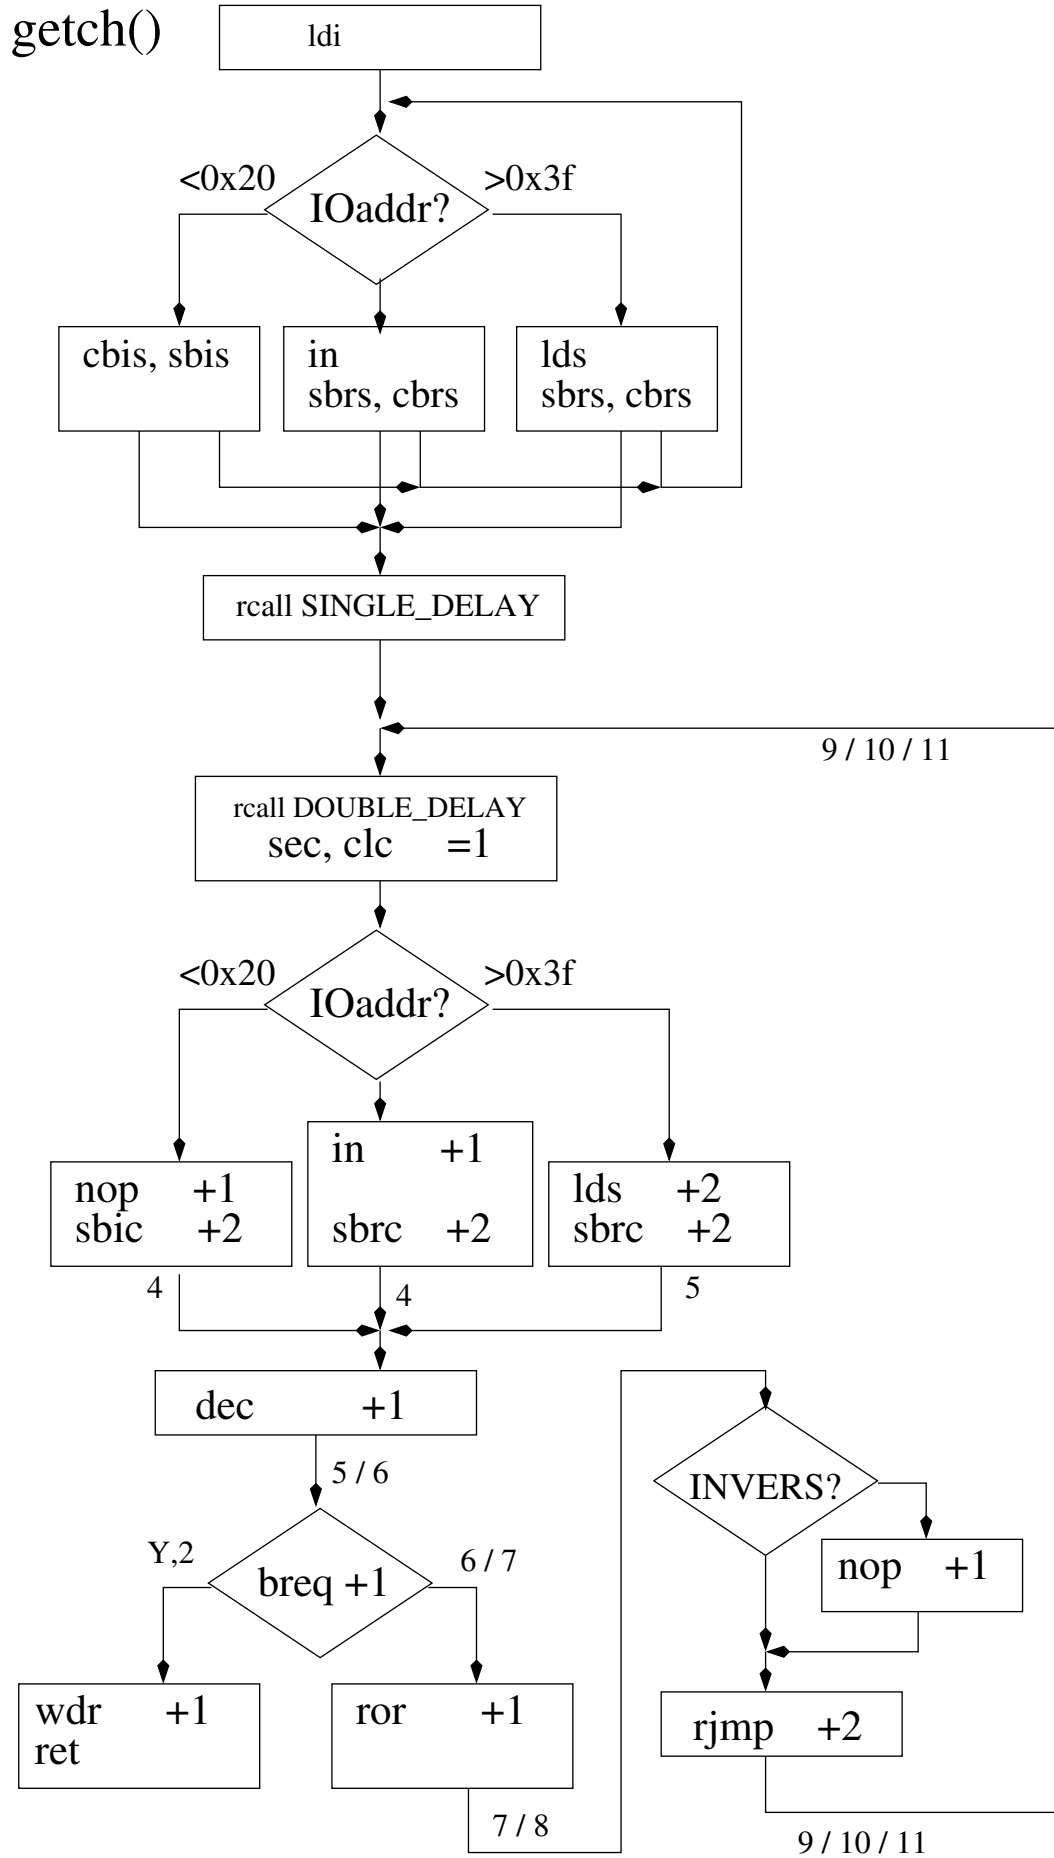 getch()
ldi
<0x20
>0x3f
IOaddr?
cbis, sbis
in
sbrs, cbrs
lds
sbrs, cbrs
rcall SINGLE_DELAY
9 / 10 / 11
rcall DOUBLE_DELAY
sec, clc =1
<0x20
>0x3f
IOaddr?
nop +1
sbic +2
in +1
sbrc +2
lds +2
sbrc +2
4
4
5
dec +1
5 / 6
Y,2
breq +1
6 / 7
wdr +1
ret
ror +1
7 / 8
INVERS?
nop +1
rjmp +2
9 / 10 / 11